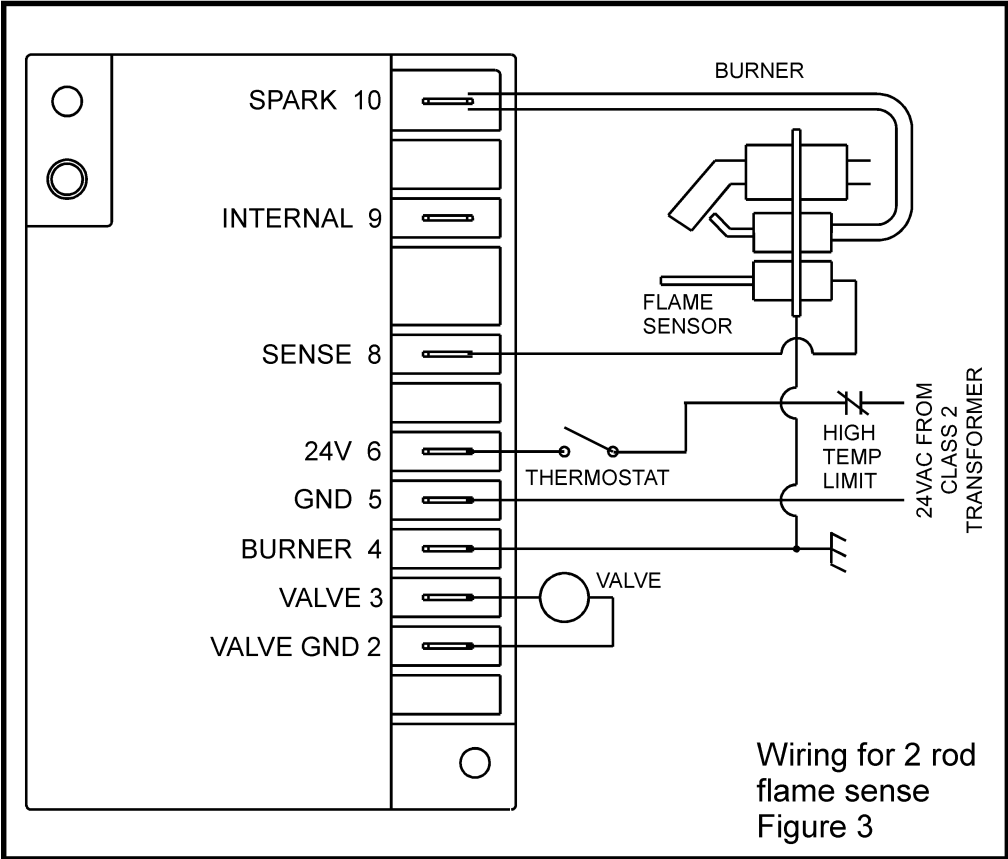 BURNER
SPARK 10
INTERNAL 9
FLAME
SENSOR
SENSE 8
24V 6
THERMOSTAT
HIGH
TEMP
LIMIT
24VAC FROM
CLASS 2
TRANSFORMER
GND 5
BURNER 4
VALVE 3
VALVE
VALVE GND 2
Wiring for 2 rod
flame sense
Figure 3